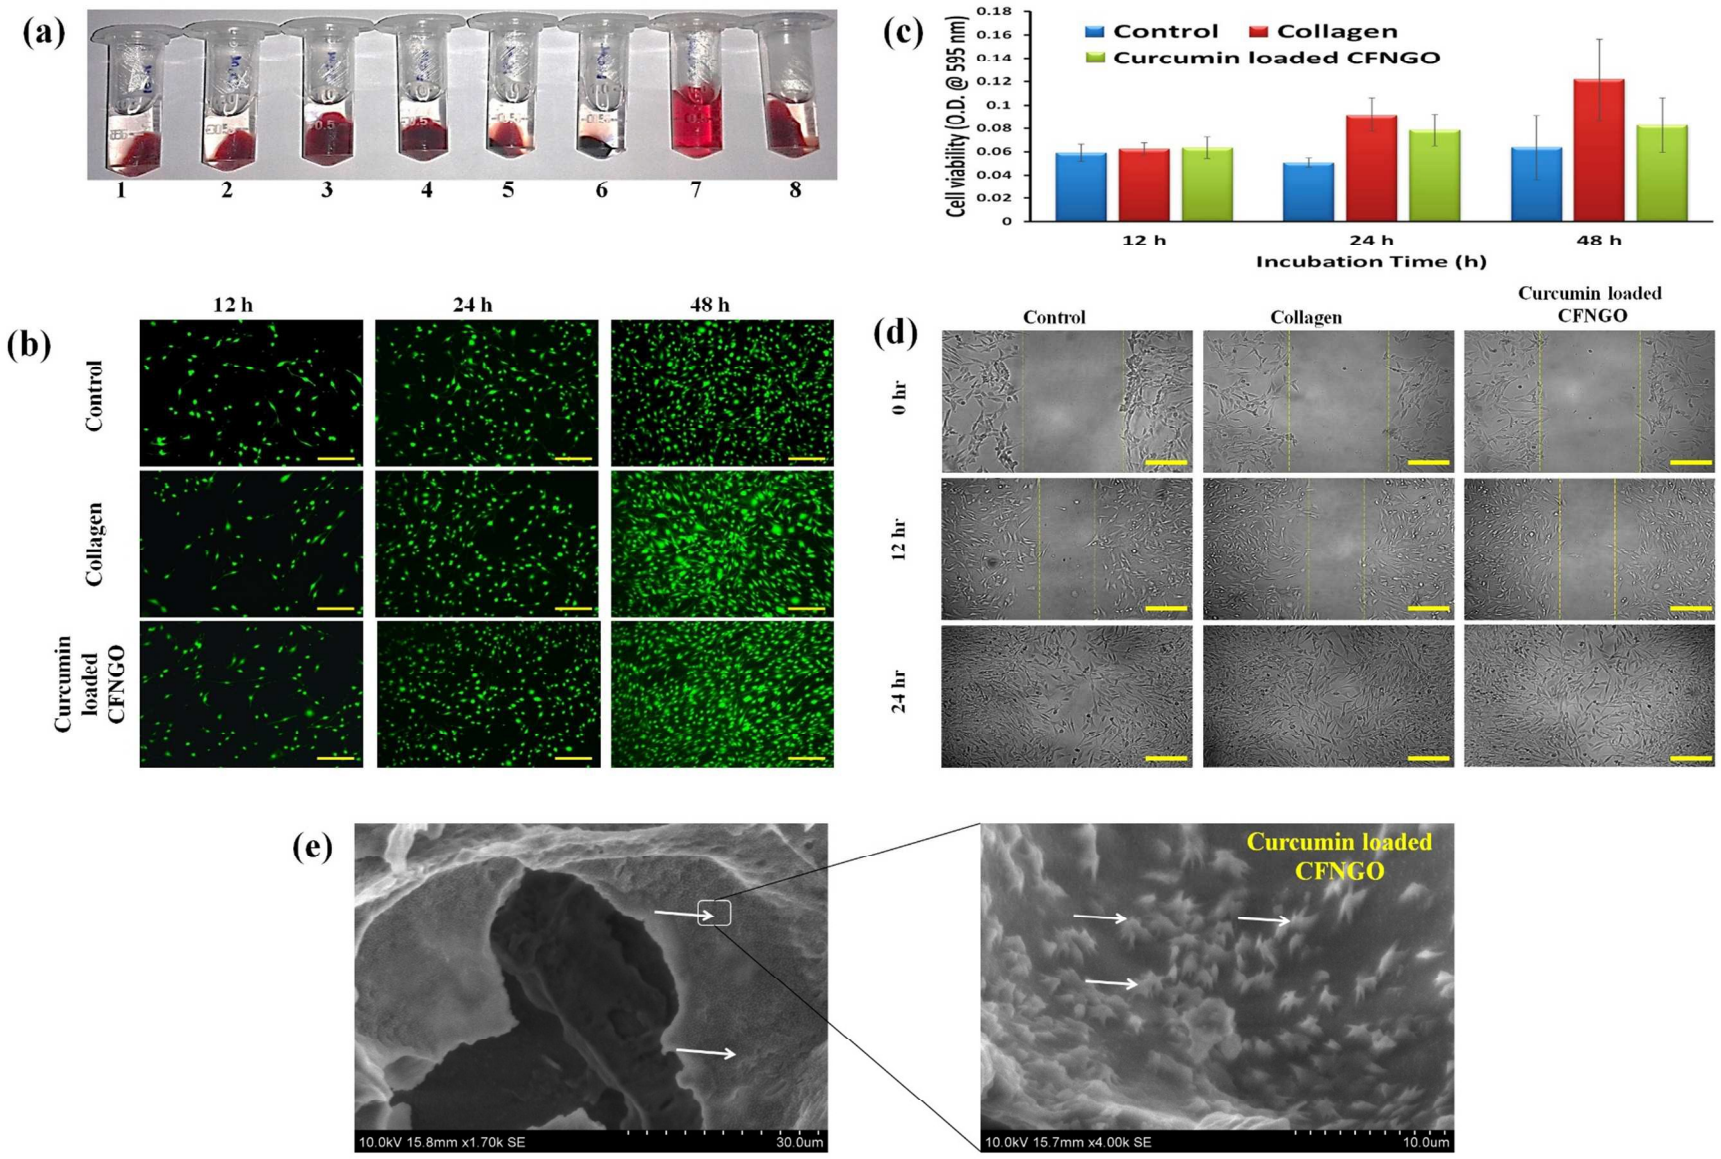 (a)
1 2 3 4 5 6 7 8
(c)
Cell viability (O.D. @ 595 nm)
0.18
0.16
0.14
0.12
0.1
0.08
0.06
0.04
0.02
0
Control Collagen
Curcumin loaded CFNGO
12 h 24 h 48 h
Incubation Time (h)
(b)
12 h 24 h 48 h
Control
Collagen
Curcumin
loaded
CFNGO
(d)
Control Collagen Curcumin loaded
CFNGO
0 hr
12 hr
24 hr
(e)
10.0kV 15.8mm x1.70k SE 30.0um
Curcumin loaded
CFNGO
10.0kV 15.7mm x4.00k SE 10.0um